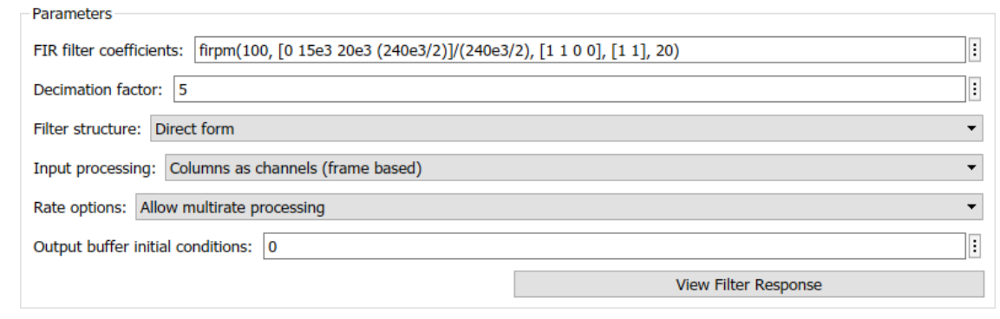 Parameters
FIR filter coefficients: firpm(100, [0 15e3 20e3 (240e3/2)]/(240e3/2), [1 1 0 0], [1 1], 20)
Decimation factor: 5
Filter structure: Direct form
Input processing: Columns as channels (frame based)
Rate options: Allow multirate processing
Output buffer initial conditions: 0
View Filter Response